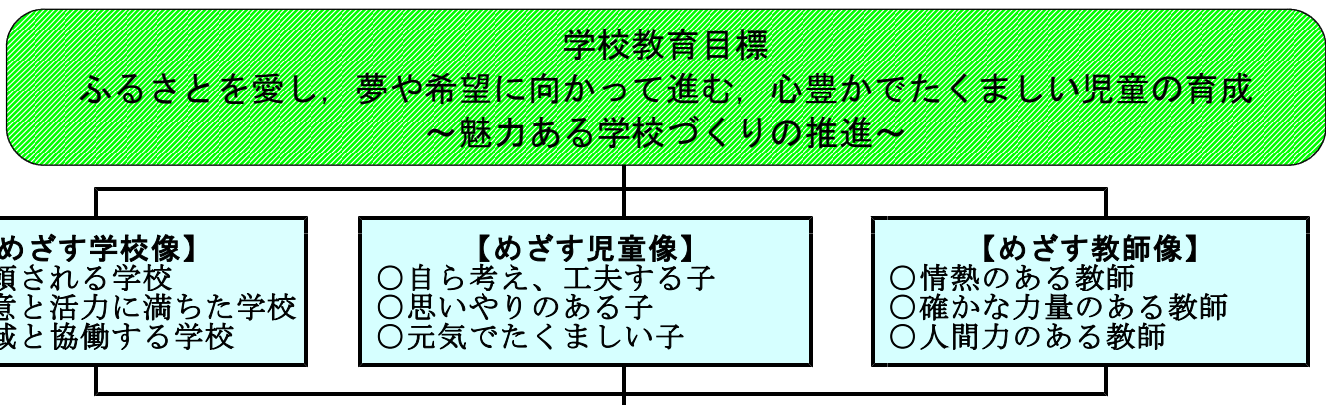 学校教育目標
ふるさとを愛し，夢や希望に向かって進む，心豊かでたくましい児童の育成
～魅力ある学校づくりの推進～
めざす学校像】
頼される学校
意と活力に満ちた学校
域と協働する学校
【めざす児童像】
○自ら考え、工夫する子
○思いやりのある子
○元気でたくましい子
【めざす教師像】
○情熱のある教師
○確かな力量のある教師
○人間力のある教師